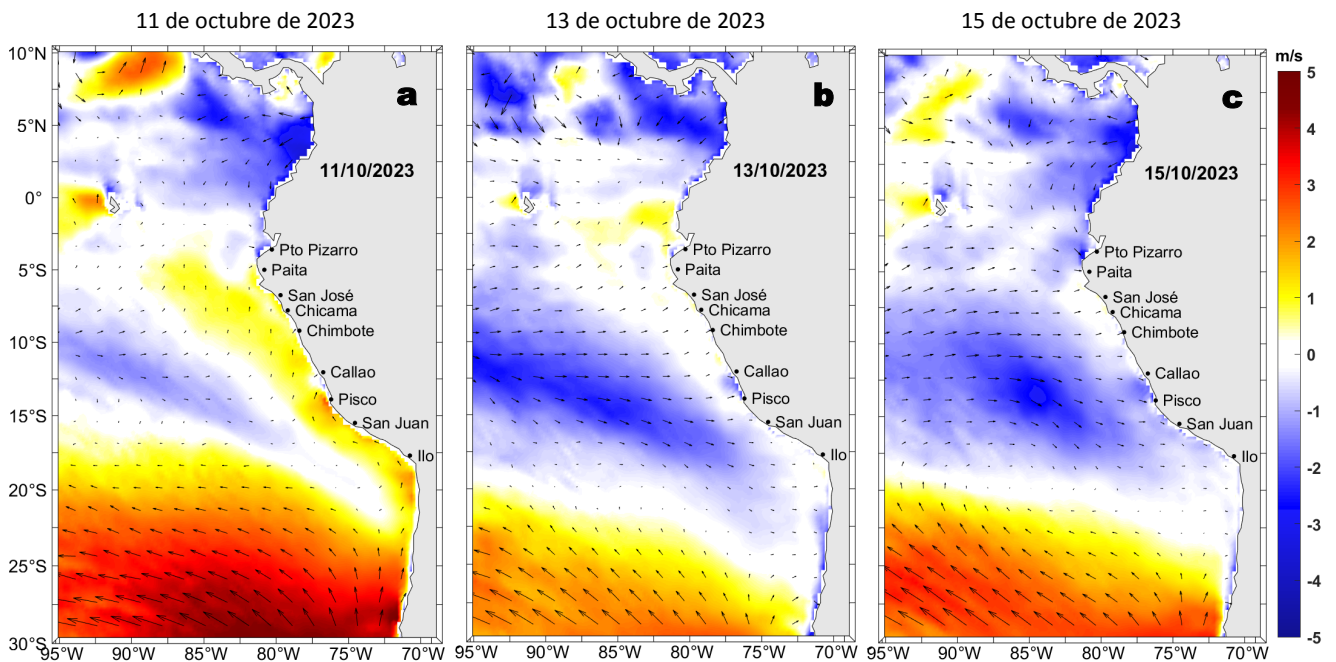 11 de octubre de 2023
13 de octubre de 2023
15 de octubre de 2023
10°N
5°N
0°
5°S
10°S
15°S
20°S
25°S
30°S
a
11/10/2023
Pto Pizarro
Paita
San José
Chicama
Chimbote
Callao
Pisco
San Juan
Ilo
95°W
90°W
85°W
80°W
75°W
70°W
b
13/10/2023
Pto Pizarro
Paita
San José
Chicama
Chimbote
Callao
Pisco
San Juan
Ilo
95°W
90°W
85°W
80°W
75°W
70°W
c
15/10/2023
Pto Pizarro
Paita
San José
Chicama
Chimbote
Callao
Pisco
San Juan
Ilo
95°W
90°W
85°W
80°W
75°W
70°W
m/s
5
4
3
2
1
0
-1
-2
-3
-4
-5